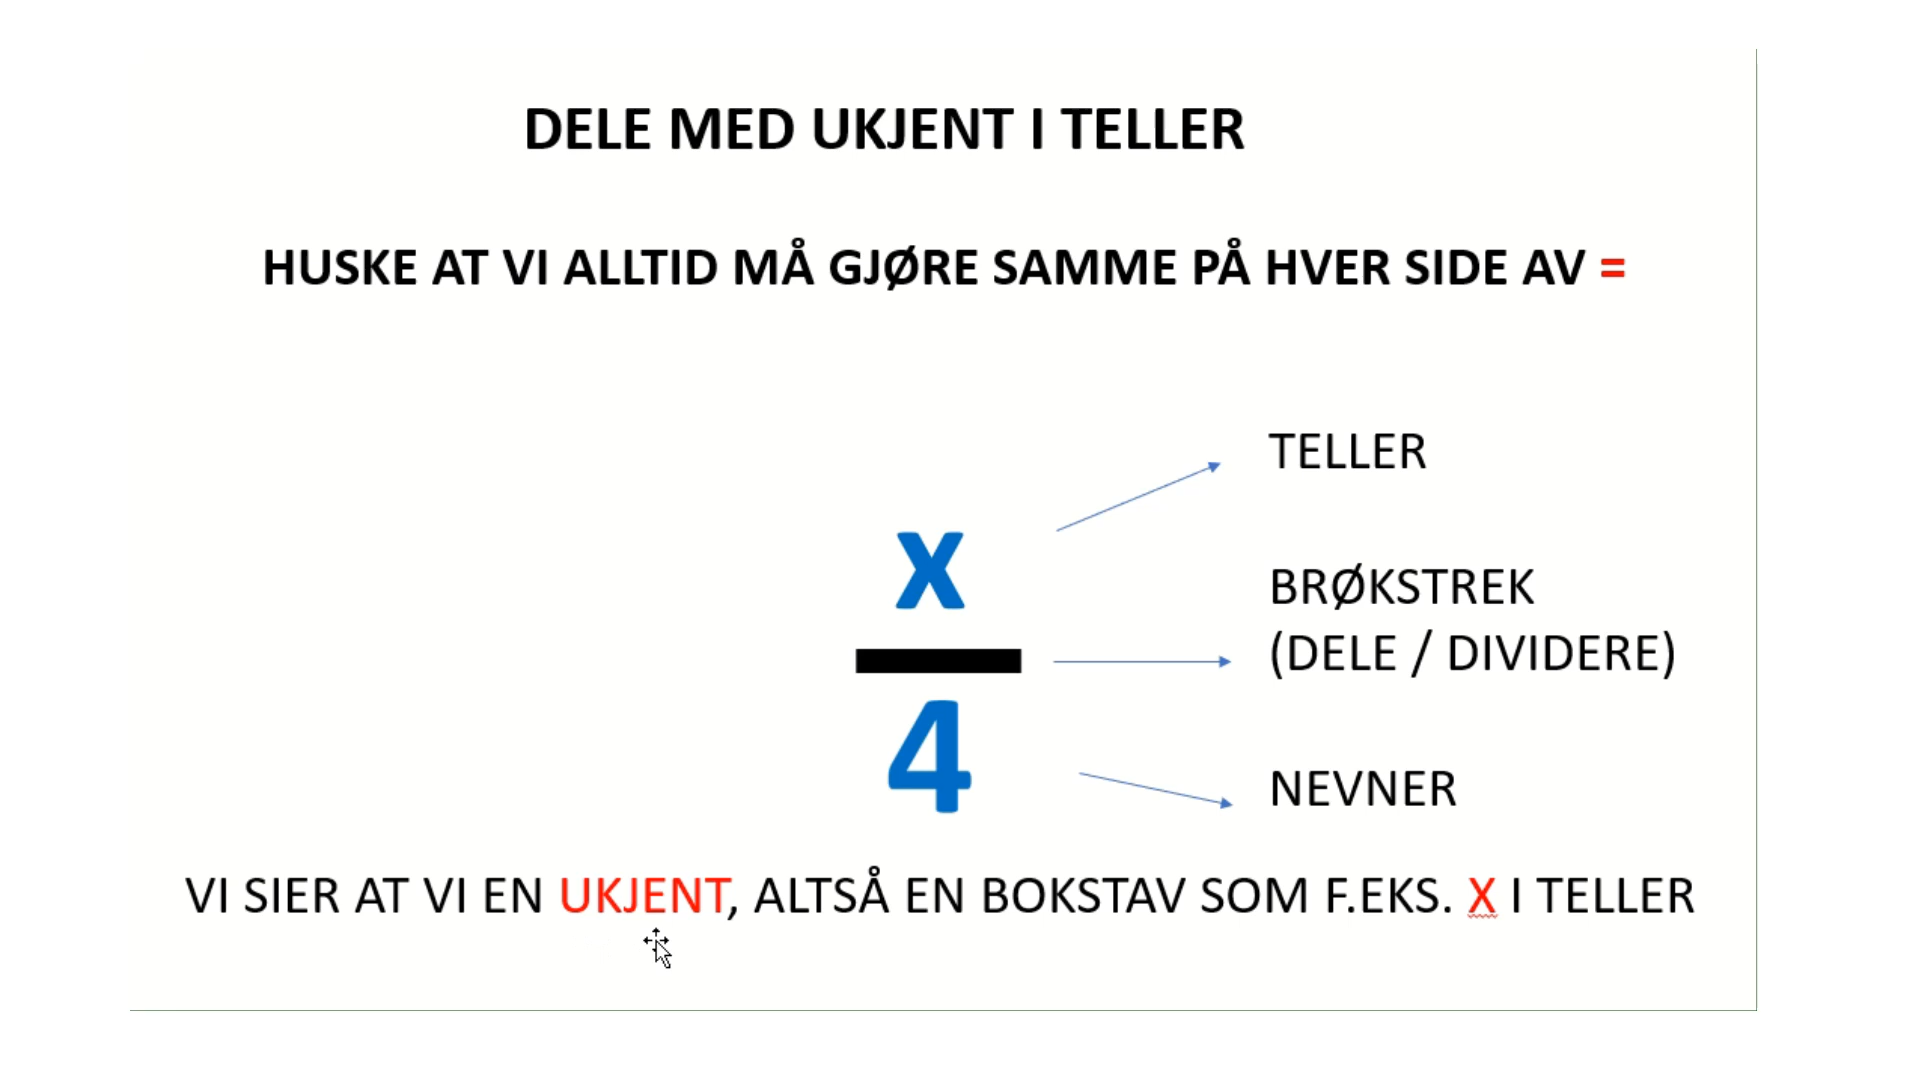 DELE MED UKJENT I TELLER
HUSKE AT VI ALLTID MÅ GJØRE SAMME PÅ HVER SIDE AV =
TELLER
x
BRØKSTREK
(DELE / DIVIDERE)
4
NEVNER
VI SIER AT VI EN UKJENT, ALTSÅ EN BOKSTAV SOM F.EKS. X I TELLER